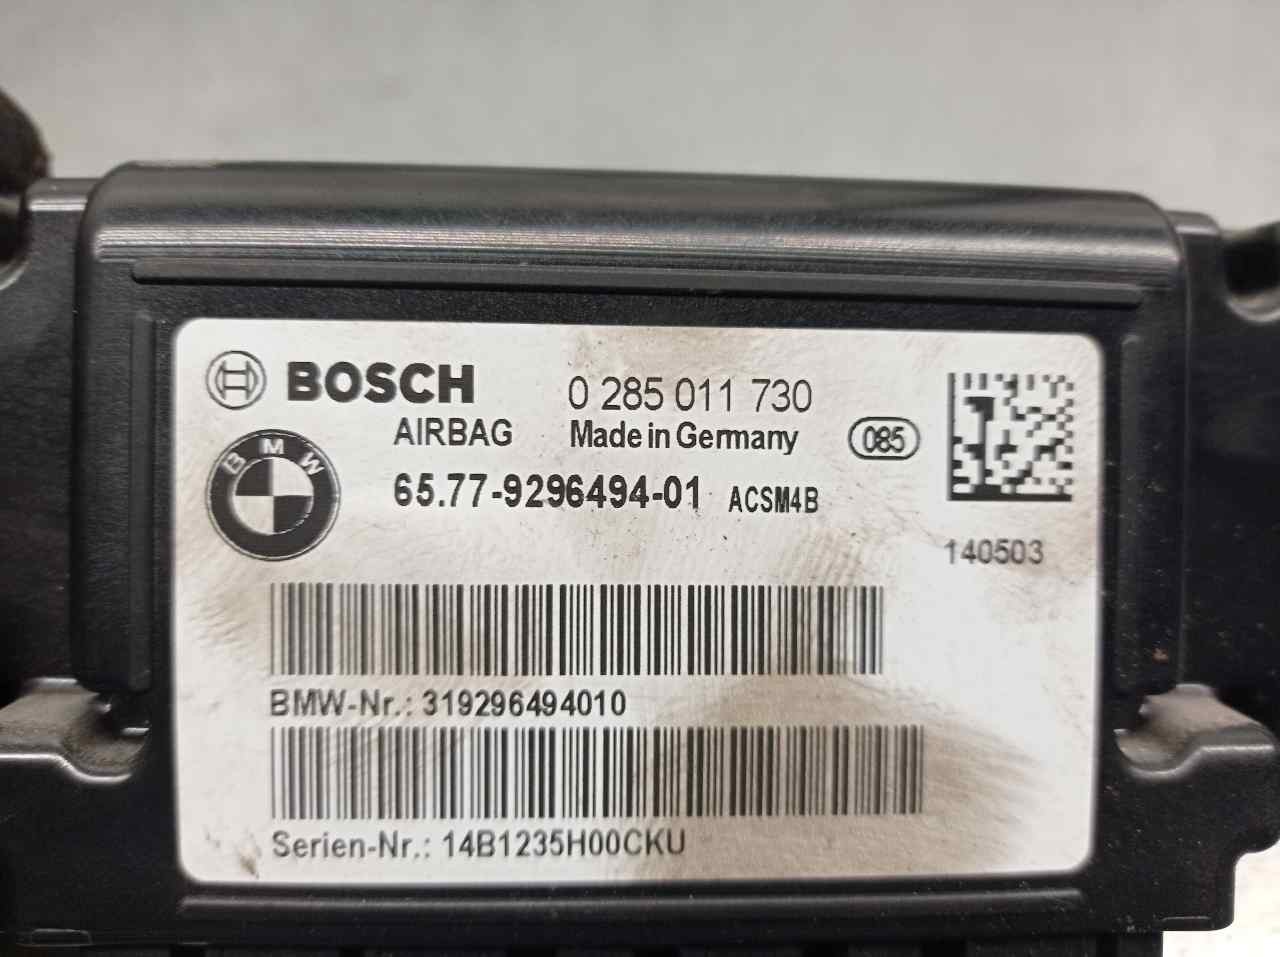 BOSCH 0 285 011 730
AIRBAG Made in Germany 085
BMW
65.77-9296494-01 ACSM4B
140503
BMW-Nr.: 319296494010
Serien-Nr.: 14B1235H00CKU